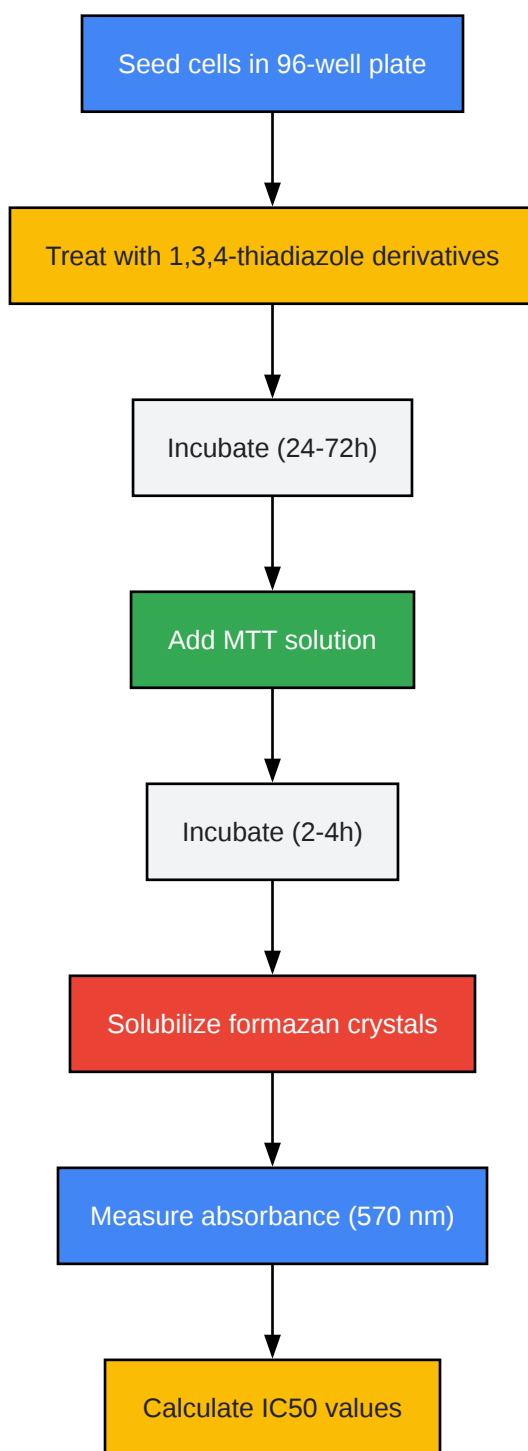 Seed cells in 96-well plate
Treat with 1,3,4-thiadiazole derivatives
Incubate (24-72h)
Add MTT solution
Incubate (2-4h)
Solubilize formazan crystals
Measure absorbance (570 nm)
Calculate IC50 values